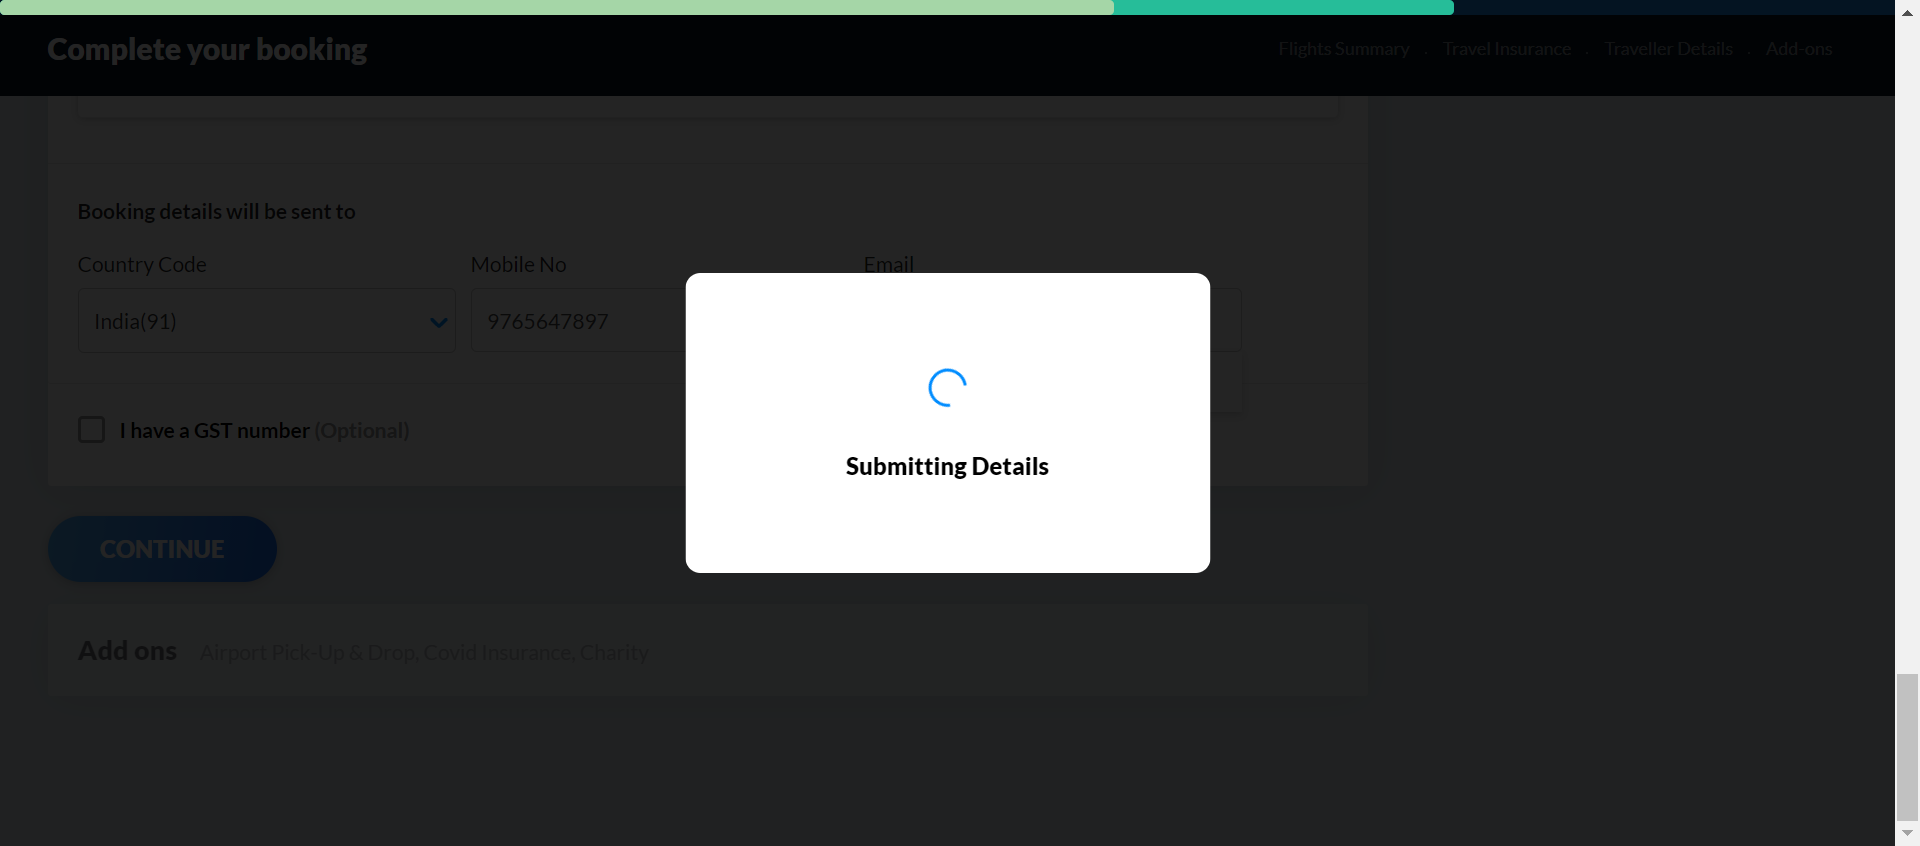 Complete your booking
Flights Summary . Travel Insurance . Traveller Details . Add-ons
Booking details will be sent to
Country Code Mobile No Email
India(91) 9765647897
I have a GST number (Optional)
Submitting Details
CONTINUE
Add ons Airport Pick-Up & Drop, Covid Insurance, Charity